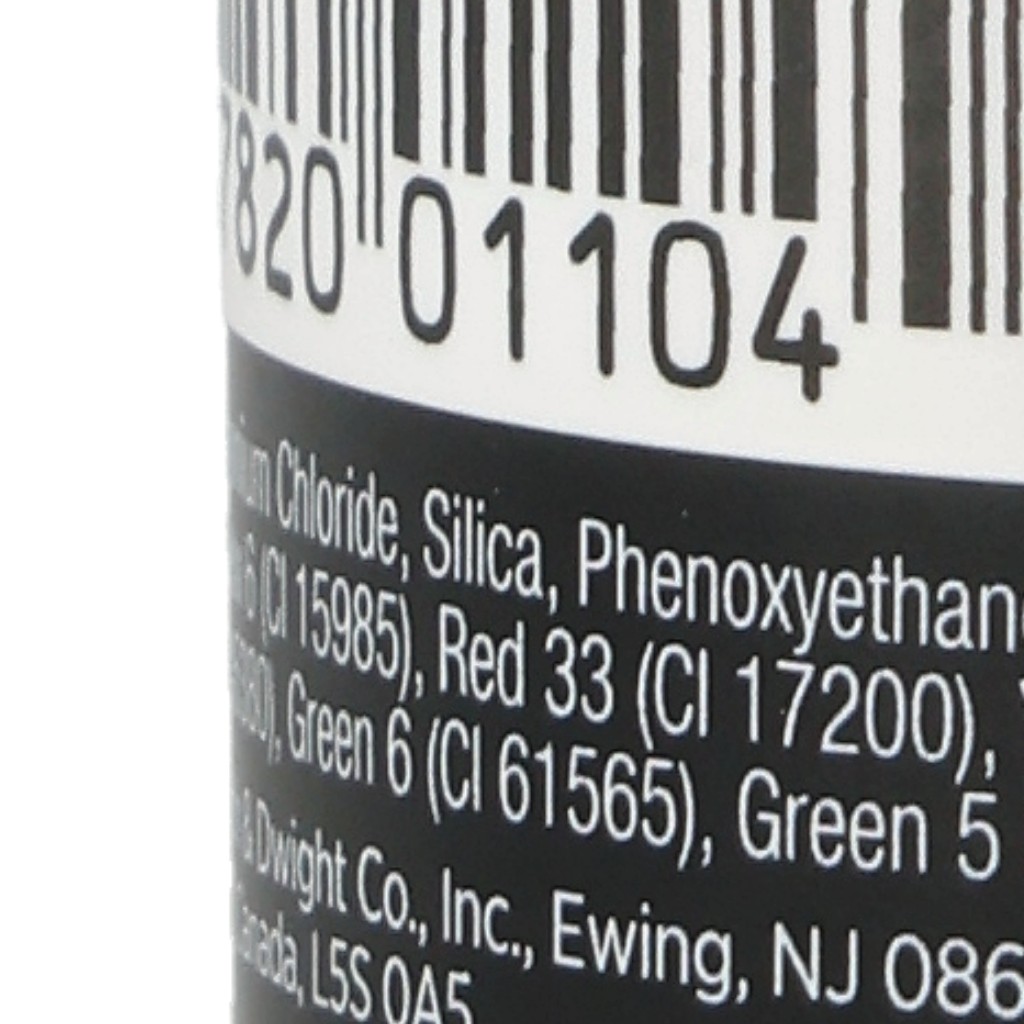 7820 01104
Chloride, Silica, Phenoxyethan
6 (CI 15985), Red 33 (CI 17200),
Green 6 (CI 61565), Green 5
& Dwight Co., Inc., Ewing, NJ 086
L5S 0A5